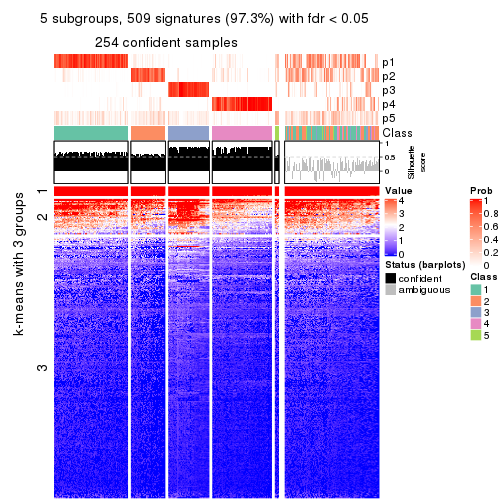 5 subgroups, 509 signatures (97.3%) with fdr < 0.05
254 confident samples
p1
p2
p3
p4
p5
Class
1
0.5
0
Silhouette
score
k-means with 3 groups
1
2
3
Value
4
3
2
1
0
Status (barplots)
confident
ambiguous
Prob
1
0.8
0.6
0.4
0.2
0
Class
1
2
3
4
5